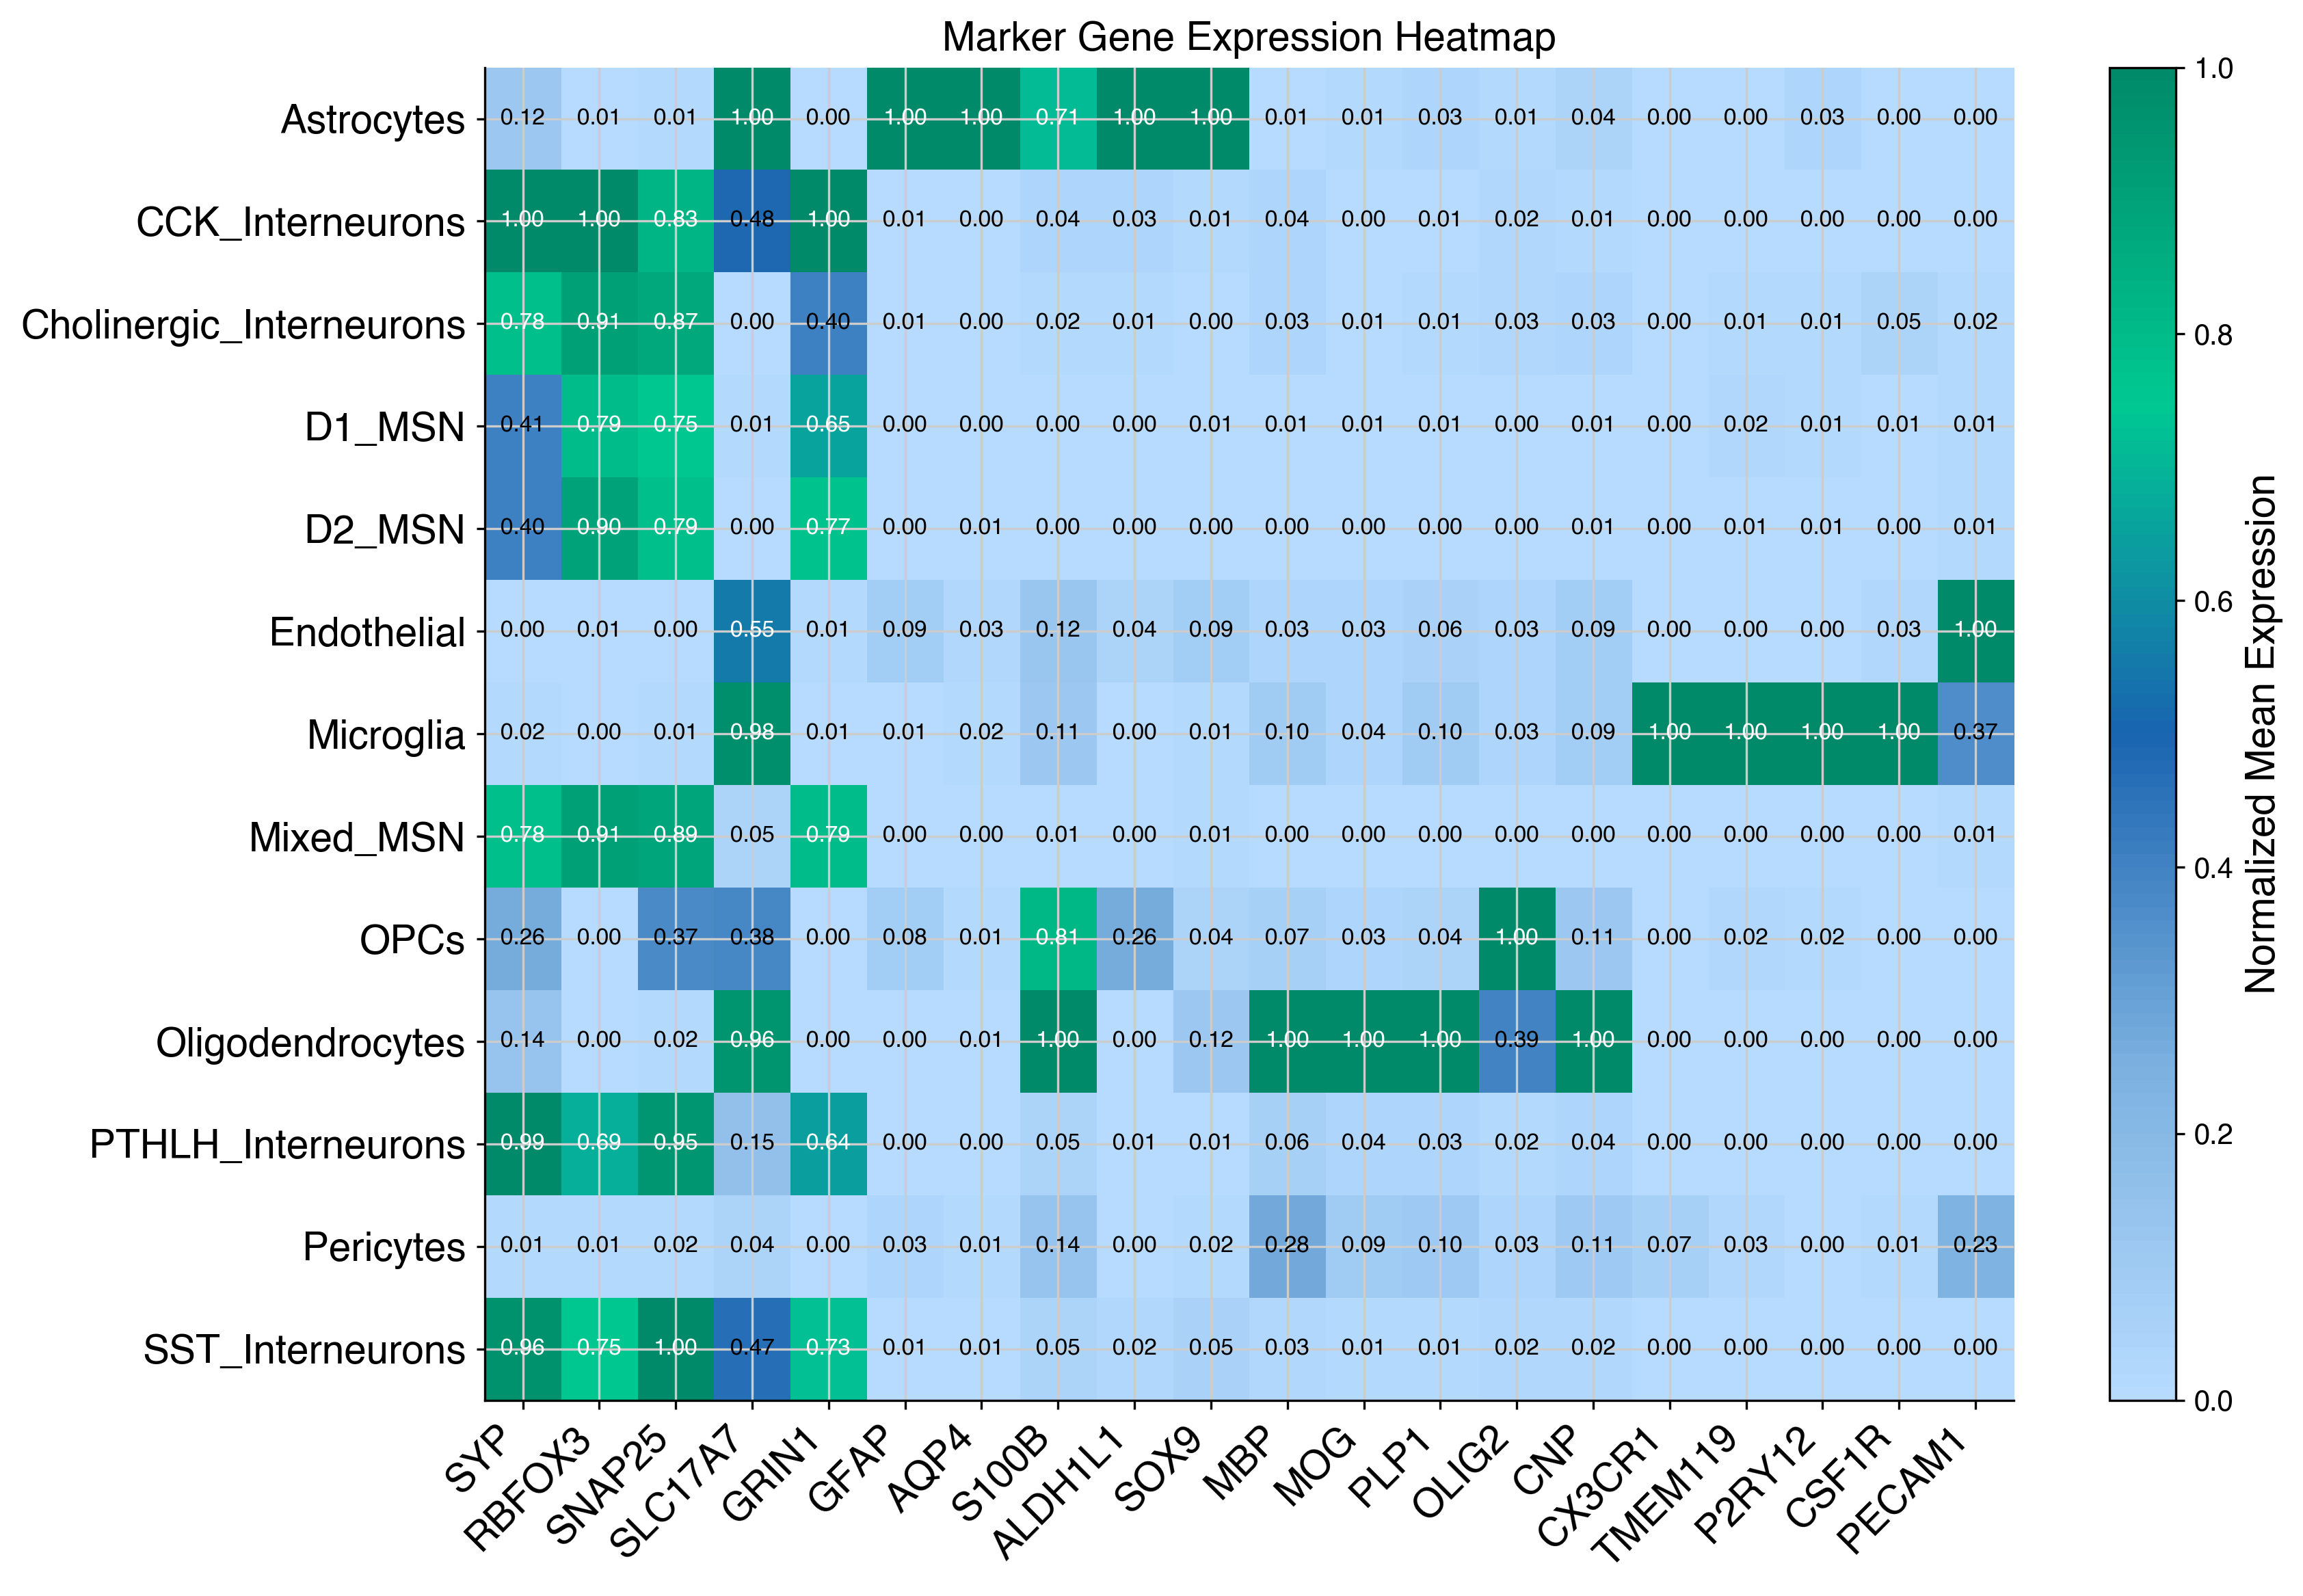 Marker Gene Expression Heatmap
Astrocytes 0.12 0.01 0.01 1.00 0.00 1.00 1.00 0.71 1.00 1.00 0.01 0.01 0.03 0.01 0.04 0.00 0.00 0.03 0.00 0.00
CCK_Interneurons 1.00 1.00 0.83 0.48 1.00 0.01 0.00 0.04 0.03 0.01 0.04 0.00 0.01 0.02 0.01 0.00 0.00 0.00 0.00 0.00
Cholinergic_Interneurons 0.78 0.91 0.87 0.00 0.40 0.01 0.00 0.02 0.01 0.00 0.03 0.01 0.01 0.03 0.03 0.00 0.01 0.01 0.05 0.02
D1_MSN 0.41 0.79 0.75 0.01 0.65 0.00 0.00 0.00 0.00 0.01 0.01 0.01 0.01 0.00 0.01 0.00 0.02 0.01 0.01 0.01
D2_MSN 0.40 0.90 0.79 0.00 0.77 0.00 0.01 0.00 0.00 0.00 0.00 0.00 0.00 0.00 0.01 0.00 0.01 0.01 0.00 0.01
Endothelial 0.00 0.01 0.00 0.55 0.01 0.09 0.03 0.12 0.04 0.09 0.03 0.03 0.06 0.03 0.09 0.00 0.00 0.00 0.03 1.00
Microglia 0.02 0.00 0.01 0.98 0.01 0.01 0.02 0.11 0.00 0.01 0.10 0.04 0.10 0.03 0.09 1.00 1.00 1.00 1.00 0.37
Mixed_MSN 0.78 0.91 0.89 0.05 0.79 0.00 0.00 0.01 0.00 0.01 0.00 0.00 0.00 0.00 0.00 0.00 0.00 0.00 0.00 0.01
OPCs 0.26 0.00 0.37 0.38 0.00 0.08 0.01 0.81 0.26 0.04 0.07 0.03 0.04 1.00 0.11 0.00 0.02 0.02 0.00 0.00
Oligodendrocytes 0.14 0.00 0.02 0.96 0.00 0.00 0.01 1.00 0.00 0.12 1.00 1.00 1.00 0.39 1.00 0.00 0.00 0.00 0.00 0.00
PTHLH_Interneurons 0.99 0.69 0.95 0.15 0.64 0.00 0.00 0.05 0.01 0.01 0.06 0.04 0.03 0.02 0.04 0.00 0.00 0.00 0.00 0.00
Pericytes 0.01 0.01 0.02 0.04 0.00 0.03 0.01 0.14 0.00 0.02 0.28 0.09 0.10 0.03 0.11 0.07 0.03 0.00 0.01 0.23
SST_Interneurons 0.96 0.75 1.00 0.47 0.73 0.01 0.01 0.05 0.02 0.05 0.03 0.01 0.01 0.02 0.02 0.00 0.00 0.00 0.00 0.00
SYP RBFOX3 SNAP25 SLC17A7 GRIN1 GFAP AQP4 S100B ALDH1L1 SOX9 MBP MOG PLP1 OLIG2 CNP CX3CR1 TMEM119 P2RY12 CSF1R PECAM1
1.0
0.8
0.6
0.4
0.2
0.0
Normalized Mean Expression